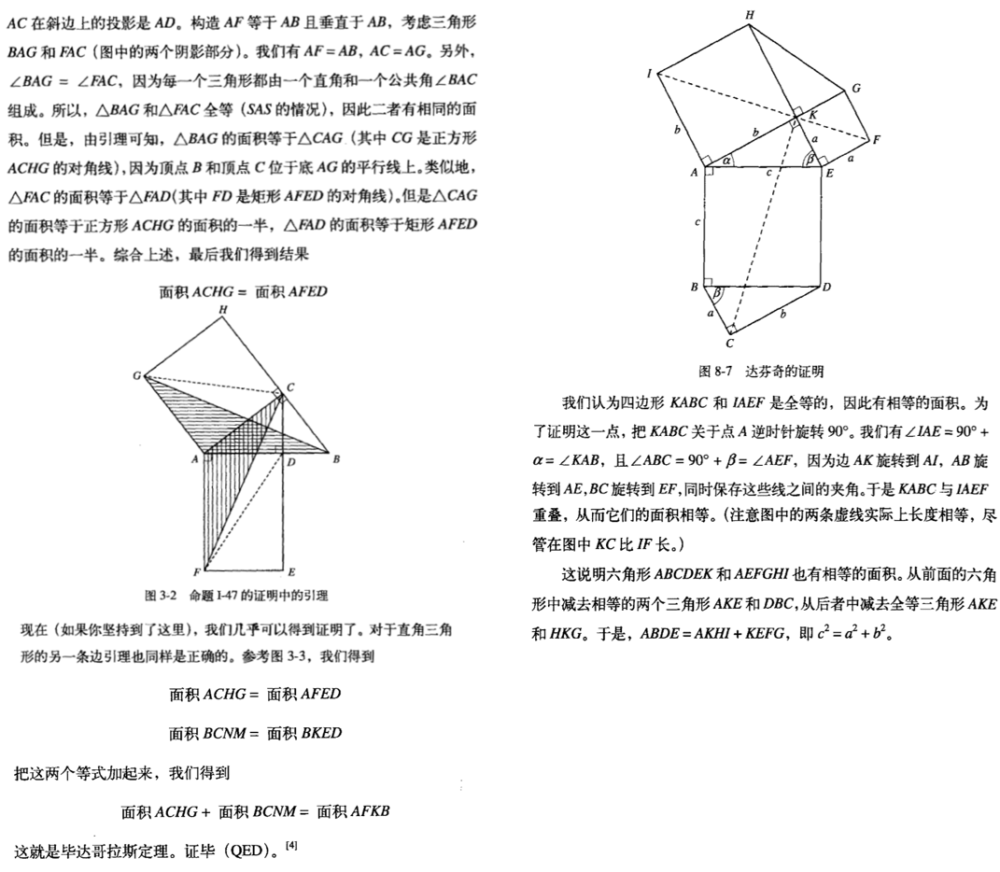 AC 在斜边上的投影是 AD。构造 AF 等于 AB 且垂直于 AB，考虑三角形
BAG 和 FAC（图中的两个阴影部分）。我们有 AF = AB，AC = AG。另外，
∠BAG = ∠FAC，因为每一个三角形都由一个直角和一个公共角∠BAC
组成。所以，△BAG 和△FAC 全等（SAS 的情况），因此二者有相同的面
积。但是，由引理可知，△BAG 的面积等于△CAG（其中 CG 是正方形
ACHG 的对角线），因为顶点 B 和顶点 C 位于底 AG 的平行线上。类似地，
△FAC 的面积等于△FAD（其中 FD 是矩形 AFED 的对角线）。但是△CAG
的面积等于正方形 ACHG 的面积的一半，△FAD 的面积等于矩形 AFED
的面积的一半。综合上述，最后我们得到结果
面积 ACHG = 面积 AFED
H
G
C
A
D
B
F
E
图 3-2 命题 I-47 的证明中的引理
现在（如果你坚持到了这里），我们几乎可以得到证明了。对于直角三角
形的另一条边引理也同样是正确的。参考图 3-3，我们得到
面积 ACHG = 面积 AFED
面积 BCNM = 面积 BKED
把这两个等式加起来，我们得到
面积 ACHG + 面积 BCNM = 面积 AFKB
这就是毕达哥拉斯定理。证毕（QED）。[4]
H
I
G
K
F
b
b
a
a
A
α
c
β
E
c
B
β
D
a
b
C
图 8-7 达芬奇的证明
我们认为四边形 KABC 和 IAEF 是全等的，因此有相等的面积。为
了证明这一点，把 KABC 关于点 A 逆时针旋转 90°。我们有∠IAE = 90° +
α = ∠KAB，且∠ABC = 90° + β = ∠AEF，因为边 AK 旋转到 AI，AB 旋
转到 AE，BC 旋转到 EF，同时保存这些线之间的夹角。于是 KABC 与 IAEF
重叠，从而它们的面积相等。（注意图中的两条虚线实际上长度相等，尽
管在图中 KC 比 IF 长。）
这说明六角形 ABCDEK 和 AEFGHI 也有相等的面积。从前面的六角
形中减去相等的两个三角形 AKE 和 DBC，从后者中减去全等三角形 AKE
和 HKG。于是，ABDE = AKHI + KEFG，即 c² = a² + b²。